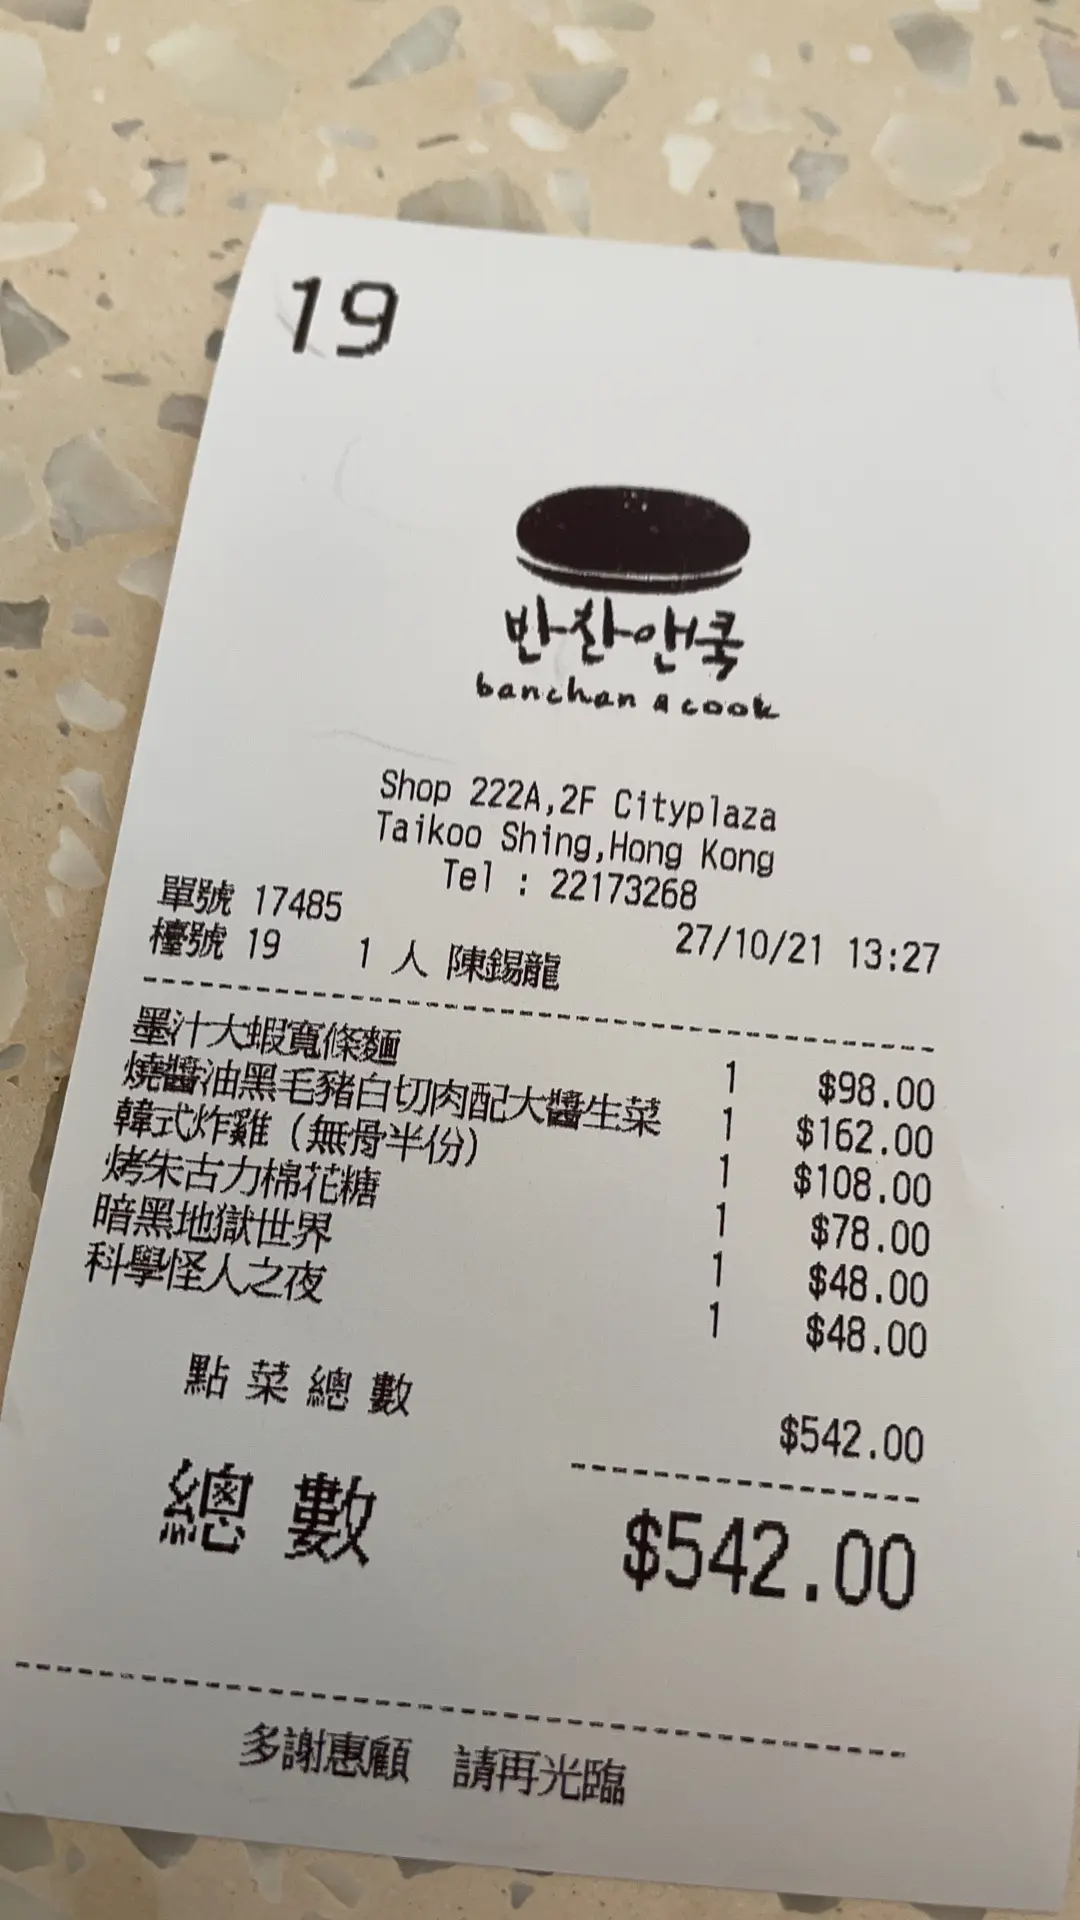 19
반찬앤쿡
banchan & cook
Shop 222A,2F Cityplaza
Taikoo Shing,Hong Kong
Tel : 22173268
單號 17485
27/10/21 13:27
檯號 19 1 人 陳錫龍
墨汁大蝦寬條麵 1 $98.00
燒醬油黑毛豬白切肉配大醬生菜 1 $162.00
韓式炸雞 (無骨半份) 1 $108.00
烤朱古力棉花糖 1 $78.00
暗黑地獄世界 1 $48.00
科學怪人之夜 1 $48.00
點菜總數 $542.00
總數 $542.00
多謝惠顧 請再光臨